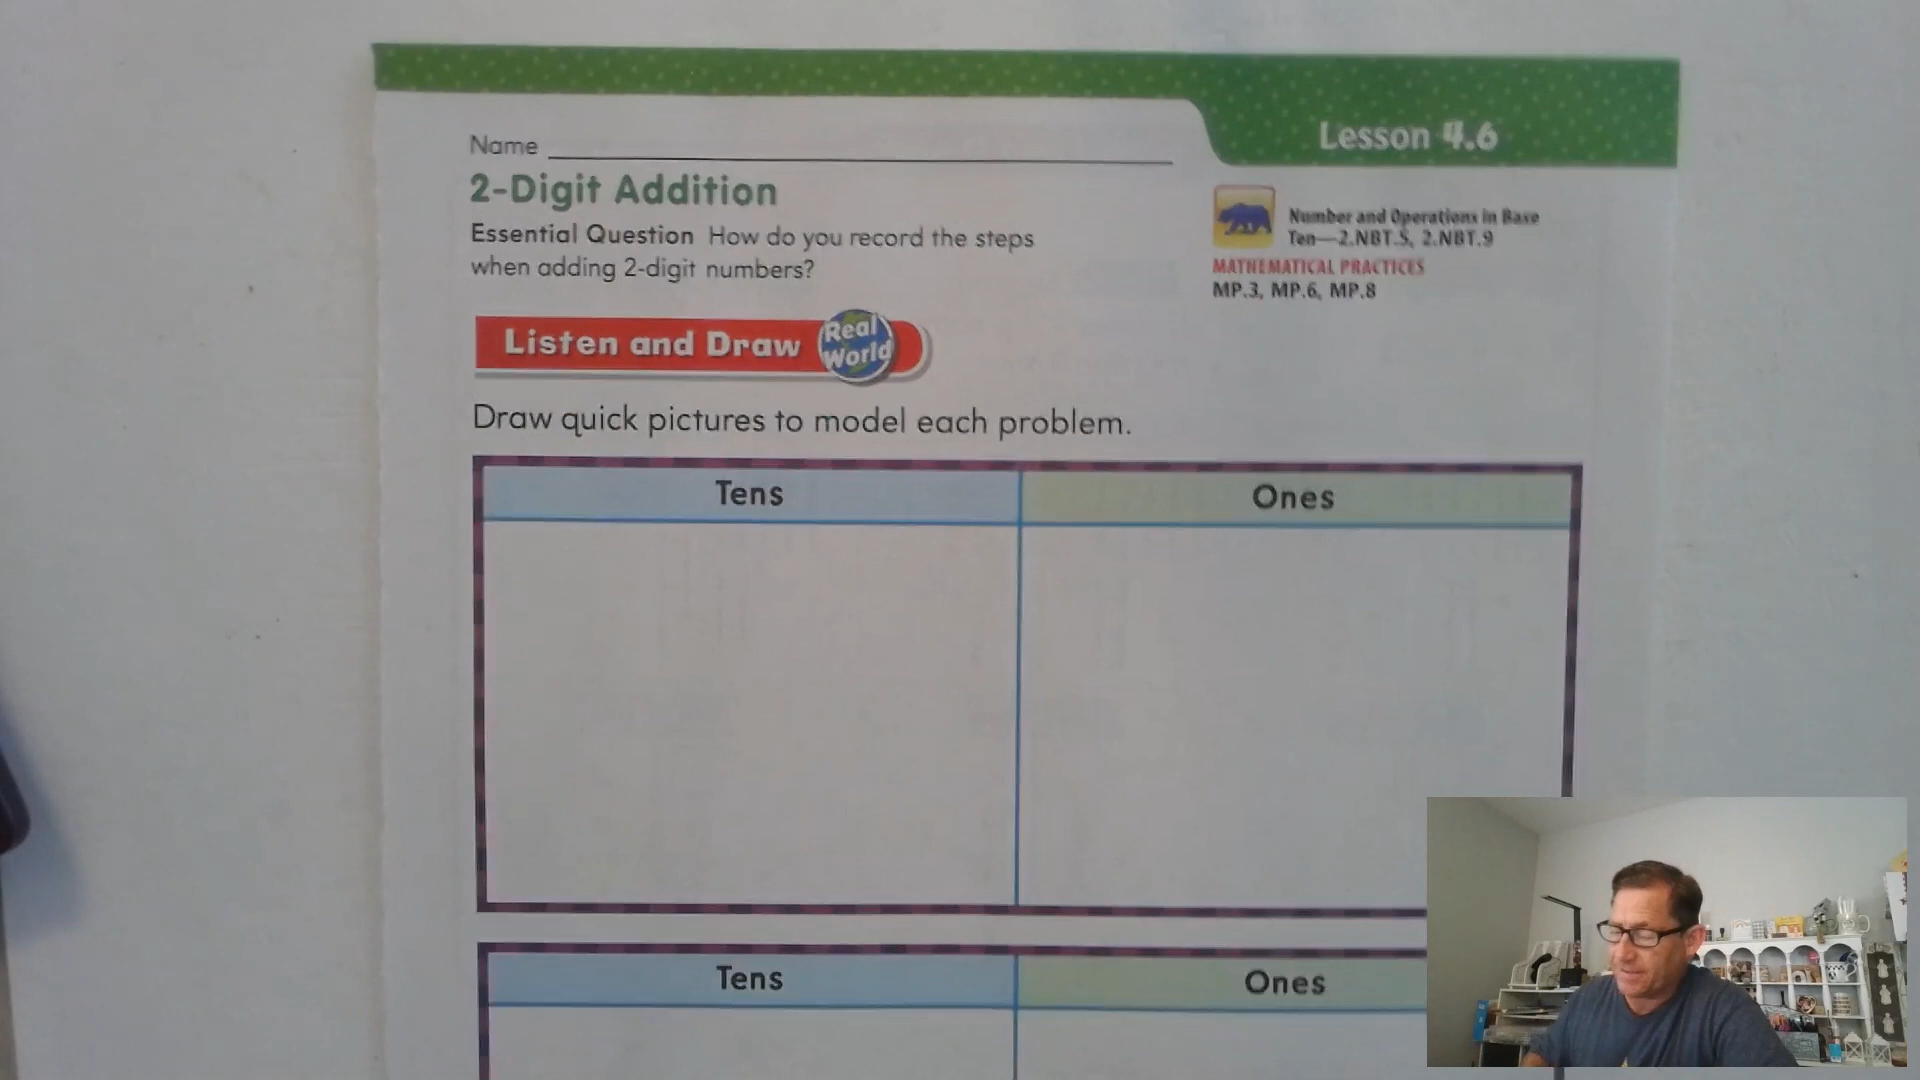 Lesson 4.6
Name
2-Digit Addition
Essential Question How do you record the steps
when adding 2-digit numbers?
Number and Operations in Base
Ten—2.NBT.5, 2.NBT.9
MATHEMATICAL PRACTICES
MP.3, MP.6, MP.8
Listen and Draw
Real
World
Draw quick pictures to model each problem.
Tens Ones
Tens Ones